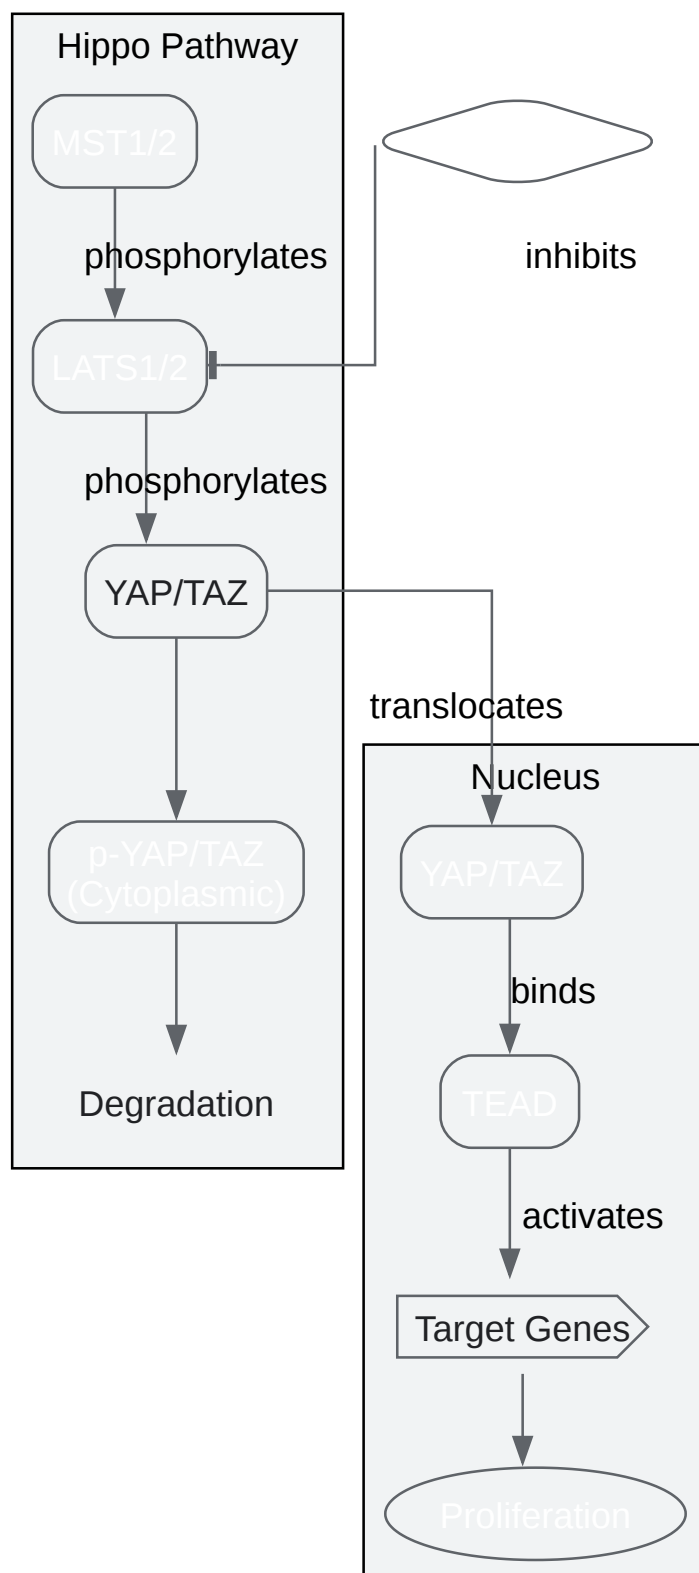 Hippo Pathway
MST1/2
phosphorylates
inhibits
LATS1/2
phosphorylates
YAP/TAZ
translocates
Nucleus
p-YAP/TAZ
(Cytoplasmic)
YAP/TAZ
binds
Degradation
TEAD
activates
Target Genes
Proliferation